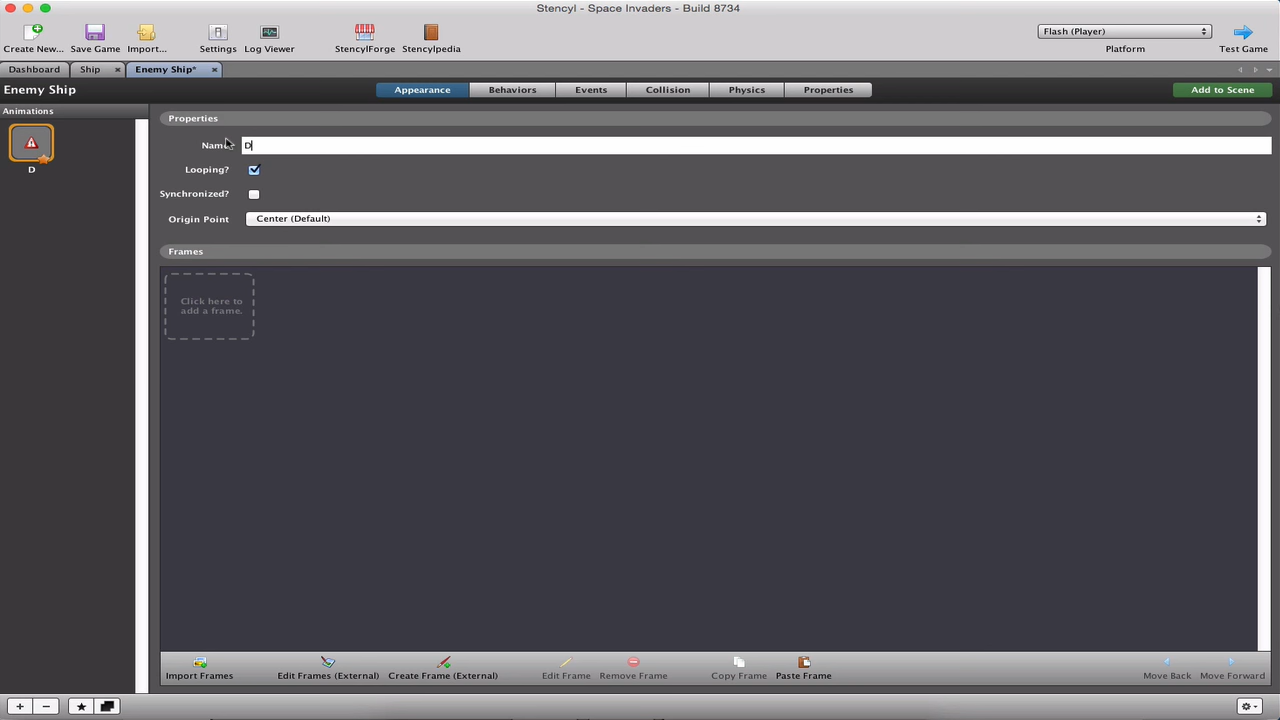 Stencyl - Space Invaders - Build 8734
Create New... Save Game Import... Settings Log Viewer StencylForge Stencylpedia Flash (Player) Platform Test Game
Dashboard Ship Enemy Ship*
Enemy Ship Appearance Behaviors Events Collision Physics Properties Add to Scene
Animations
D
Properties
Name D
Looping?
Synchronized?
Origin Point Center (Default)
Frames
Click here to
add a frame.
Import Frames Edit Frames (External) Create Frame (External) Edit Frame Remove Frame Copy Frame Paste Frame Move Back Move Forward